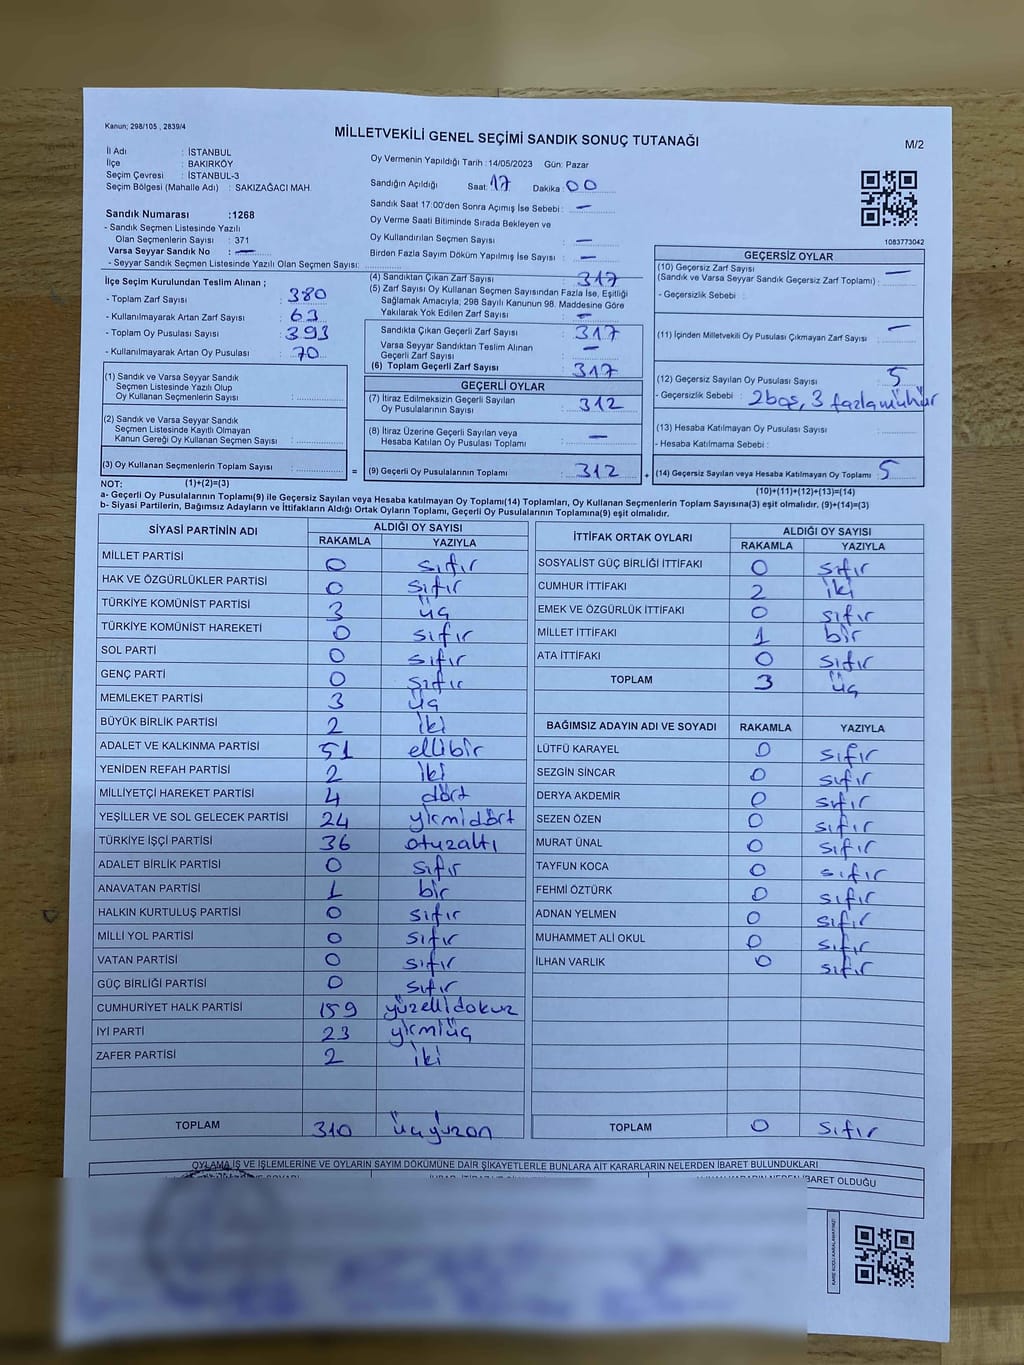 Kanun; 298/105 , 2839/4
MİLLETVEKİLİ GENEL SEÇİMİ SANDIK SONUÇ TUTANAĞI
M/2
İl Adı : İSTANBUL
İlçe : BAKIRKÖY
Seçim Çevresi : İSTANBUL-3
Seçim Bölgesi (Mahalle Adı) : SAKIZAĞACI MAH.
Sandık Numarası :1268
- Sandık Seçmen Listesinde Yazılı
Olan Seçmenlerin Sayısı : 371
Varsa Seyyar Sandık No : —
- Seyyar Sandık Seçmen Listesinde Yazılı Olan Seçmen Sayısı:
Oy Vermenin Yapıldığı Tarih :14/05/2023 Gün: Pazar
Sandığın Açıldığı Saat: 17 Dakika : 00
Sandık Saat 17:00'den Sonra Açımış İse Sebebi : —
Oy Verme Saati Bitiminde Sırada Bekleyen ve
Oy Kullandırılan Seçmen Sayısı : —
Birden Fazla Sayım Döküm Yapılmış İse Sayısı : —
1083773042
İlçe Seçim Kurulundan Teslim Alınan ;
- Toplam Zarf Sayısı : 380
- Kullanılmayarak Artan Zarf Sayısı : 63
- Toplam Oy Pusulası Sayısı : 393
- Kullanılmayarak Artan Oy Pusulası : 70
(1) Sandık ve Varsa Seyyar Sandık
Seçmen Listesinde Yazılı Olup
Oy Kullanan Seçmenlerin Sayısı :
(2) Sandık ve Varsa Seyyar Sandık
Seçmen Listesinde Kayıtlı Olmayan
Kanun Gereği Oy Kullanan Seçmen Sayısı :
(3) Oy Kullanan Seçmenlerin Toplam Sayısı :
(1)+(2)=(3)
(4) Sandıktan Çıkan Zarf Sayısı : 317
(5) Zarf Sayısı Oy Kullanan Seçmen Sayısından Fazla İse, Eşitliği
Sağlamak Amacıyla, 298 Sayılı Kanunun 98. Maddesine Göre
Yakılarak Yok Edilen Zarf Sayısı : —
Sandıkta Çıkan Geçerli Zarf Sayısı : 317
Varsa Seyyar Sandıktan Teslim Alınan
Geçerli Zarf Sayısı : —
(6) Toplam Geçerli Zarf Sayısı : 317
GEÇERLİ OYLAR
(7) İtiraz Edilmeksizin Geçerli Sayılan
Oy Pusulalarının Sayısı : 312
(8) İtiraz Üzerine Geçerli Sayılan veya
Hesaba Katılan Oy Pusulası Toplamı : —
= (9) Geçerli Oy Pusulalarının Toplamı : 312 +
GEÇERSİZ OYLAR
(10) Geçersiz Zarf Sayısı
(Sandık ve Varsa Seyyar Sandık Geçersiz Zarf Toplamı) : —
- Geçersizlik Sebebi :
(11) İçinden Milletvekili Oy Pusulası Çıkmayan Zarf Sayısı : —
(12) Geçersiz Sayılan Oy Pusulası Sayısı : 5
- Geçersizlik Sebebi : 2boş, 3 fazlamühür
(13) Hesaba Katılmayan Oy Pusulası Sayısı :
- Hesaba Katılmama Sebebi :
(14) Geçersiz Sayılan veya Hesaba Katılmayan Oy Toplamı : 5
(10)+(11)+(12)+(13)=(14)
NOT:
a- Geçerli Oy Pusulalarının Toplamı(9) ile Geçersiz Sayılan veya Hesaba katılmayan Oy Toplamı(14) Toplamları, Oy Kullanan Seçmenlerin Toplam Sayısına(3) eşit olmalıdır. (9)+(14)=(3)
b- Siyasi Partilerin, Bağımsız Adayların ve İttifakların Aldığı Ortak Oyların Toplamı, Geçerli Oy Pusulalarının Toplamına(9) eşit olmalıdır.
SİYASİ PARTİNİN ADI ALDIĞI OY SAYISI
RAKAMLA YAZIYLA
MİLLET PARTİSİ 0 sıfır
HAK VE ÖZGÜRLÜKLER PARTİSİ 0 sıfır
TÜRKİYE KOMÜNİST PARTİSİ 3 üç
TÜRKİYE KOMÜNİST HAREKETİ 0 sıfır
SOL PARTİ 0 sıfır
GENÇ PARTİ 0 sıfır
MEMLEKET PARTİSİ 3 üç
BÜYÜK BİRLİK PARTİSİ 2 iki
ADALET VE KALKINMA PARTİSİ 51 ellibir
YENİDEN REFAH PARTİSİ 2 iki
MİLLİYETÇİ HAREKET PARTİSİ 4 dört
YEŞİLLER VE SOL GELECEK PARTİSİ 24 yirmidört
TÜRKİYE İŞÇİ PARTİSİ 36 otuzaltı
ADALET BİRLİK PARTİSİ 0 sıfır
ANAVATAN PARTİSİ 1 bir
HALKIN KURTULUŞ PARTİSİ 0 sıfır
MİLLİ YOL PARTİSİ 0 sıfır
VATAN PARTİSİ 0 sıfır
GÜÇ BİRLİĞİ PARTİSİ 0 sıfır
CUMHURİYET HALK PARTİSİ 159 yüzellidokuz
İYİ PARTİ 23 yirmiüç
ZAFER PARTİSİ 2 iki
TOPLAM 310 üçyüzon
İTTİFAK ORTAK OYLARI ALDIĞI OY SAYISI
RAKAMLA YAZIYLA
SOSYALİST GÜÇ BİRLİĞİ İTTİFAKI 0 sıfır
CUMHUR İTTİFAKI 2 iki
EMEK VE ÖZGÜRLÜK İTTİFAKI 0 sıfır
MİLLET İTTİFAKI 1 bir
ATA İTTİFAKI 0 sıfır
TOPLAM 3 üç
BAĞIMSIZ ADAYIN ADI VE SOYADI RAKAMLA YAZIYLA
LÜTFÜ KARAYEL 0 sıfır
SEZGİN SİNCAR 0 sıfır
DERYA AKDEMİR 0 sıfır
SEZEN ÖZEN 0 sıfır
MURAT ÜNAL 0 sıfır
TAYFUN KOCA 0 sıfır
FEHMİ ÖZTÜRK 0 sıfır
ADNAN YELMEN 0 sıfır
MUHAMMET ALİ OKUL 0 sıfır
İLHAN VARLIK 0 sıfır
TOPLAM 0 sıfır
OYLAMA İŞ VE İŞLEMLERİNE VE OYLARIN SAYIM DÖKÜMÜNE DAİR ŞİKAYETLERLE BUNLARA AİT KARARLARIN NELERDEN İBARET BULUNDUKLARI
İBARET OLDUĞU